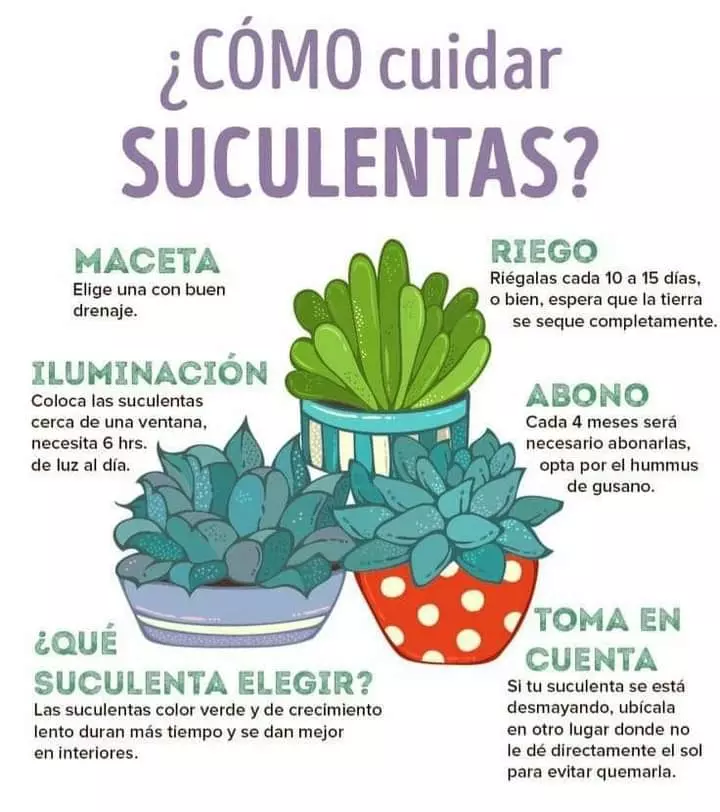 ¿CÓMO cuidar
SUCULENTAS?
MACETA
Elige una con buen
drenaje.
RIEGO
Riégalas cada 10 a 15 días,
o bien, espera que la tierra
se seque completamente.
ILUMINACIÓN
Coloca las suculentas
cerca de una ventana,
necesita 6 hrs.
de luz al día.
ABONO
Cada 4 meses será
necesario abonarlas,
opta por el hummus
de gusano.
¿QUÉ
SUCULENTA ELEGIR?
Las suculentas color verde y de crecimiento
lento duran más tiempo y se dan mejor
en interiores.
TOMA EN
CUENTA
Si tu suculenta se está
desmayando, ubícala
en otro lugar donde no
le dé directamente el sol
para evitar quemarla.